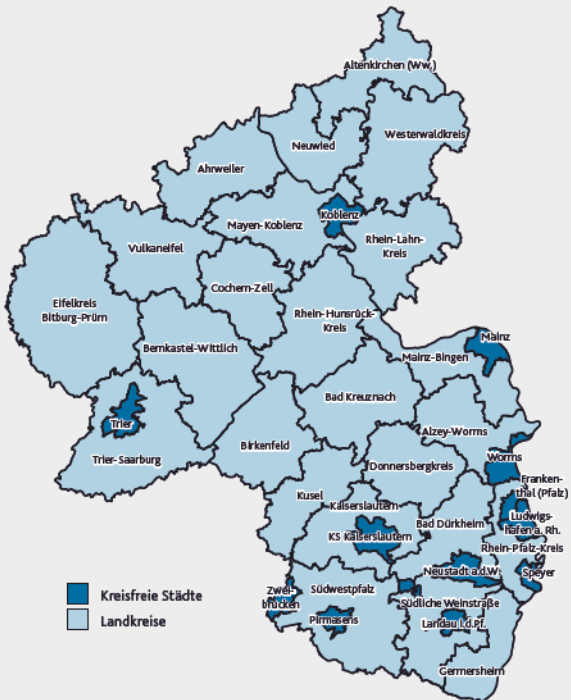 Altenkirchen (Ww.)
Westerwaldkreis
Neuwied
Ahrweiler
Koblenz
Mayen-Koblenz
Rhein-Lahn-
Kreis
Vulkaneifel
Cochem-Zell
Eifelkreis
Bitburg-Prüm
Rhein-Hunsrück-
Kreis
Mainz
Bernkastel-Wittlich
Mainz-Bingen
Bad Kreuznach
Trier
Alzey-Worms
Birkenfeld
Trier-Saarburg
Worms
Donnersbergkreis
Franken-
thal (Pfalz)
Kusel
Kaiserslautern
Ludwigs-
hafen a. Rh.
Bad Dürkheim
KS Kaiserslautern
Rhein-Pfalz-Kreis
Neustadt a.d.W.
Speyer
Zwei-
brücken
Südwestpfalz
Südliche Weinstraße
Pirmasens
Landau i.d.Pf.
Germersheim
Kreisfreie Städte
Landkreise